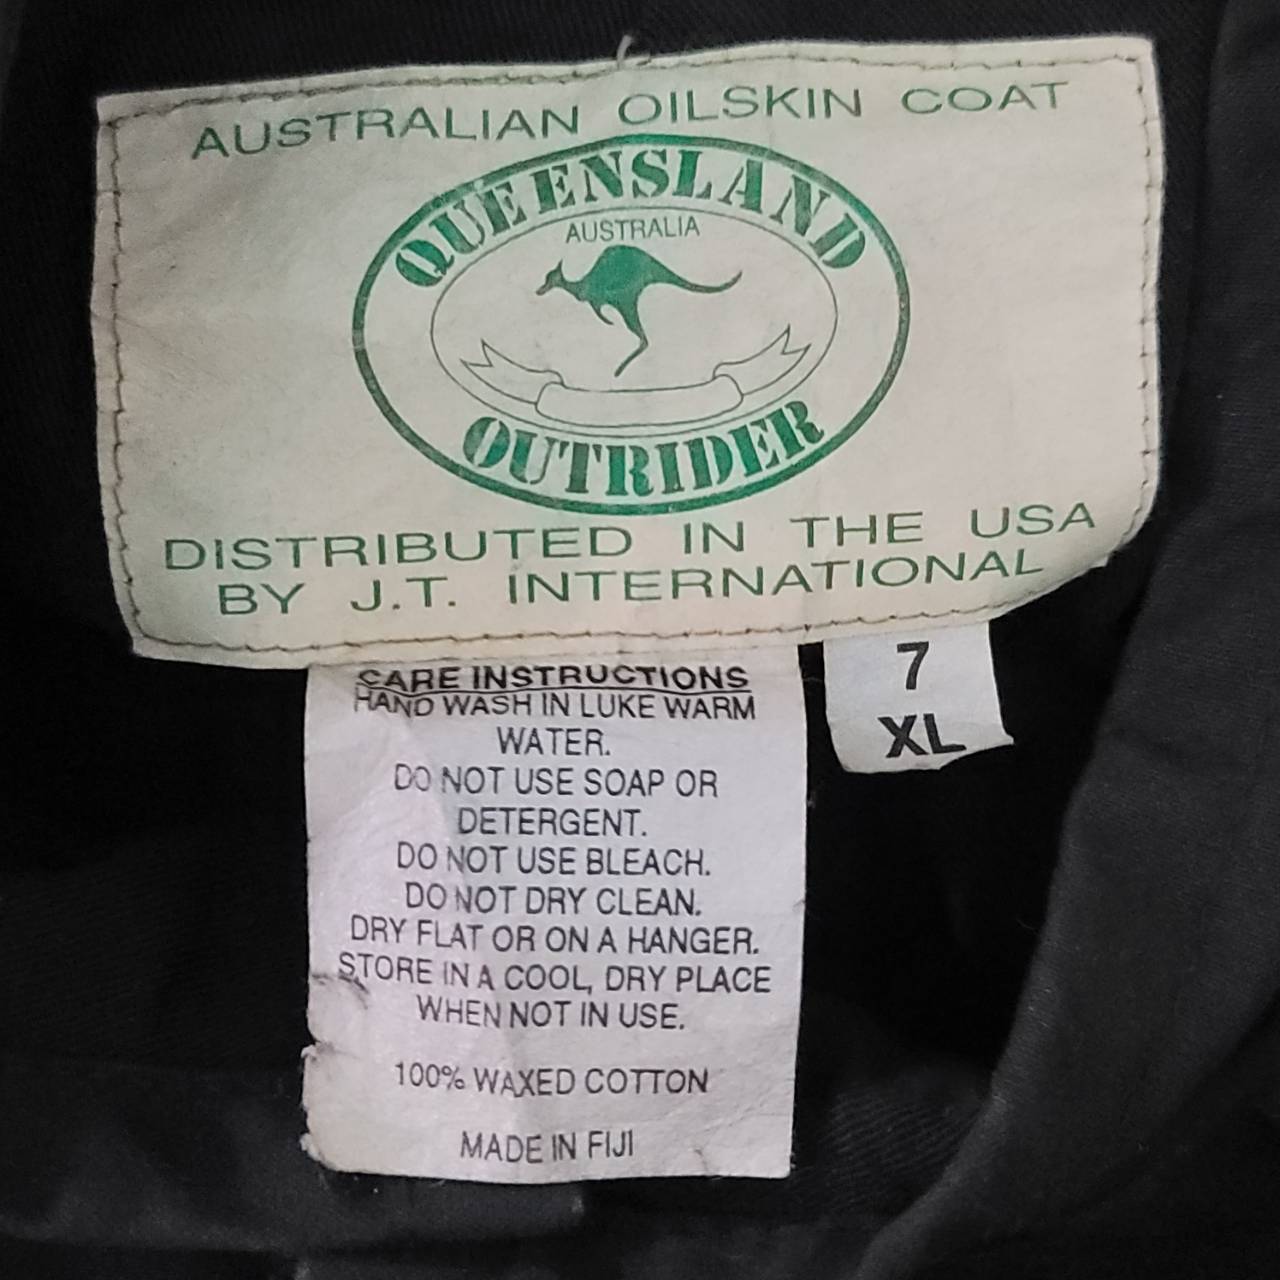 AUSTRALIAN OILSKIN COAT
QUEENSLAND
AUSTRALIA
OUTRIDER
DISTRIBUTED IN THE USA
BY J.T. INTERNATIONAL
7
XL
CARE INSTRUCTIONS
HAND WASH IN LUKE WARM
WATER.
DO NOT USE SOAP OR
DETERGENT.
DO NOT USE BLEACH.
DO NOT DRY CLEAN.
DRY FLAT OR ON A HANGER.
STORE IN A COOL, DRY PLACE
WHEN NOT IN USE.
100% WAXED COTTON
MADE IN FIJI